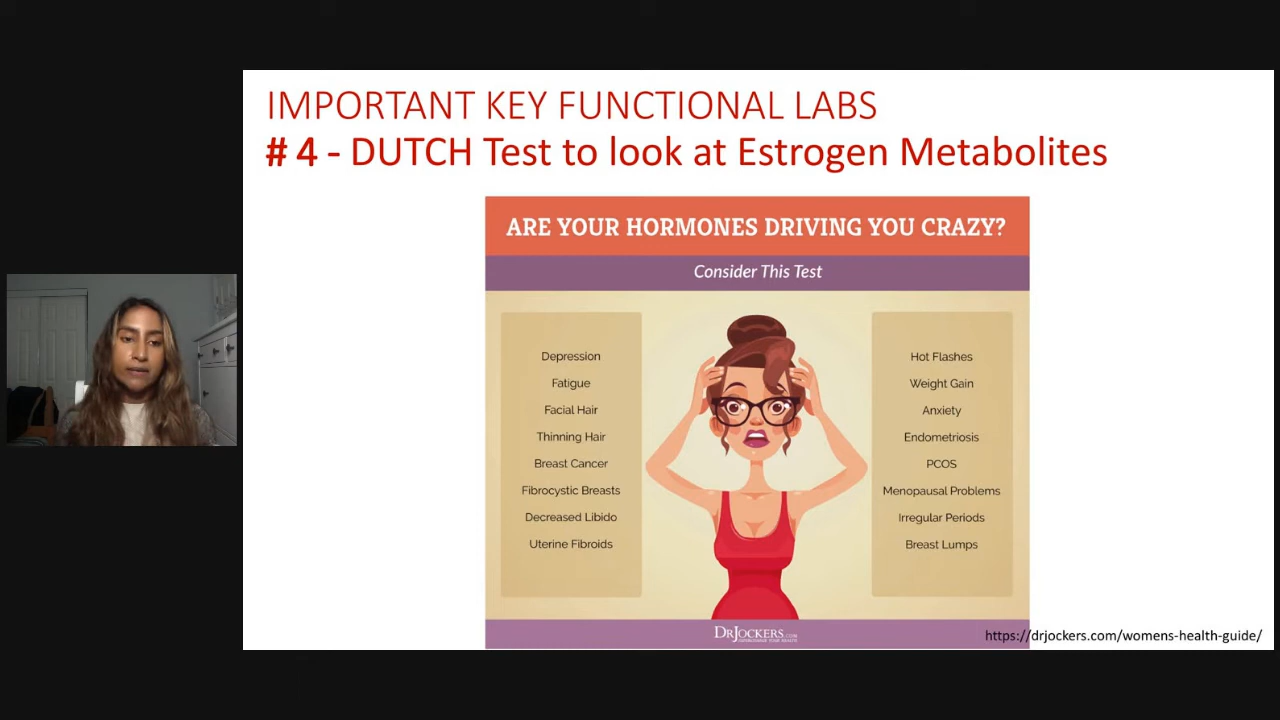 IMPORTANT KEY FUNCTIONAL LABS
# 4 - DUTCH Test to look at Estrogen Metabolites
ARE YOUR HORMONES DRIVING YOU CRAZY?
Consider This Test
Depression
Fatigue
Facial Hair
Thinning Hair
Breast Cancer
Fibrocystic Breasts
Decreased Libido
Uterine Fibroids
Hot Flashes
Weight Gain
Anxiety
Endometriosis
PCOS
Menopausal Problems
Irregular Periods
Breast Lumps
DRJOCKERS.COM
https://drjockers.com/womens-health-guide/